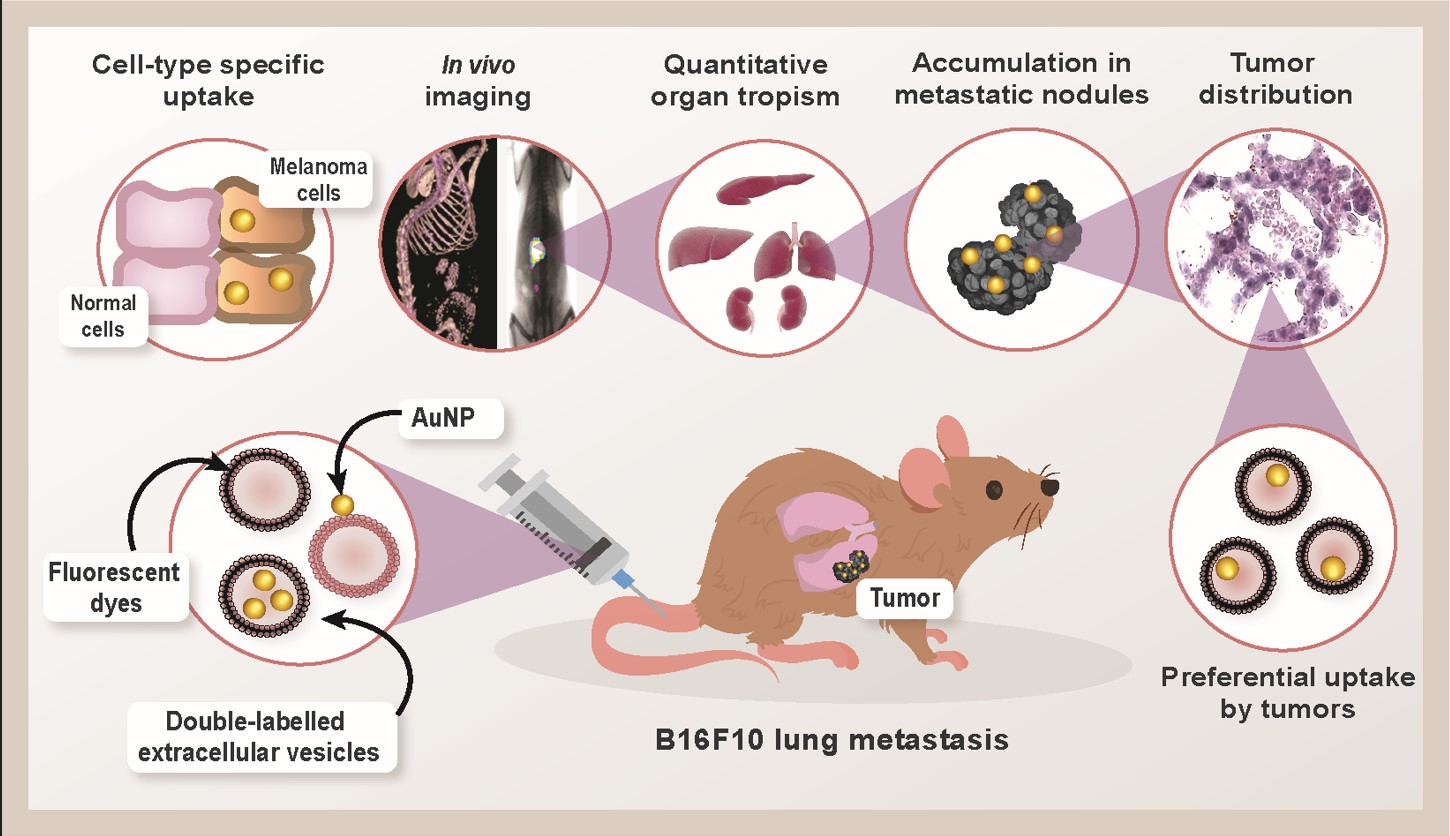 Cell-type specific
uptake
In vivo
imaging
Quantitative
organ tropism
Accumulation in
metastatic nodules
Tumor
distribution
Melanoma
cells
Normal
cells
AuNP
Fluorescent
dyes
Double-labelled
extracellular vesicles
Tumor
B16F10 lung metastasis
Preferential uptake
by tumors